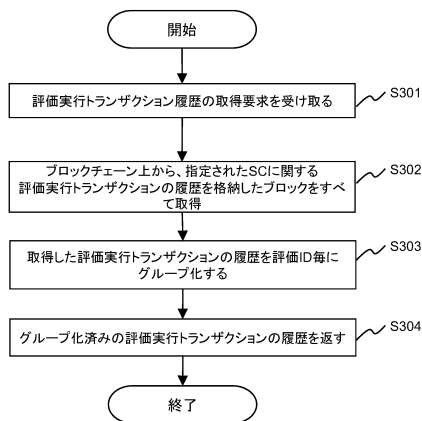 開始
評価実行トランザクション履歴の取得要求を受け取る
S301
ブロックチェーン上から、指定されたSCに関する
評価実行トランザクションの履歴を格納したブロックをすべ
て取得
S302
取得した評価実行トランザクションの履歴を評価ID毎に
グループ化する
S303
グループ化済みの評価実行トランザクションの履歴を返す
S304
終了